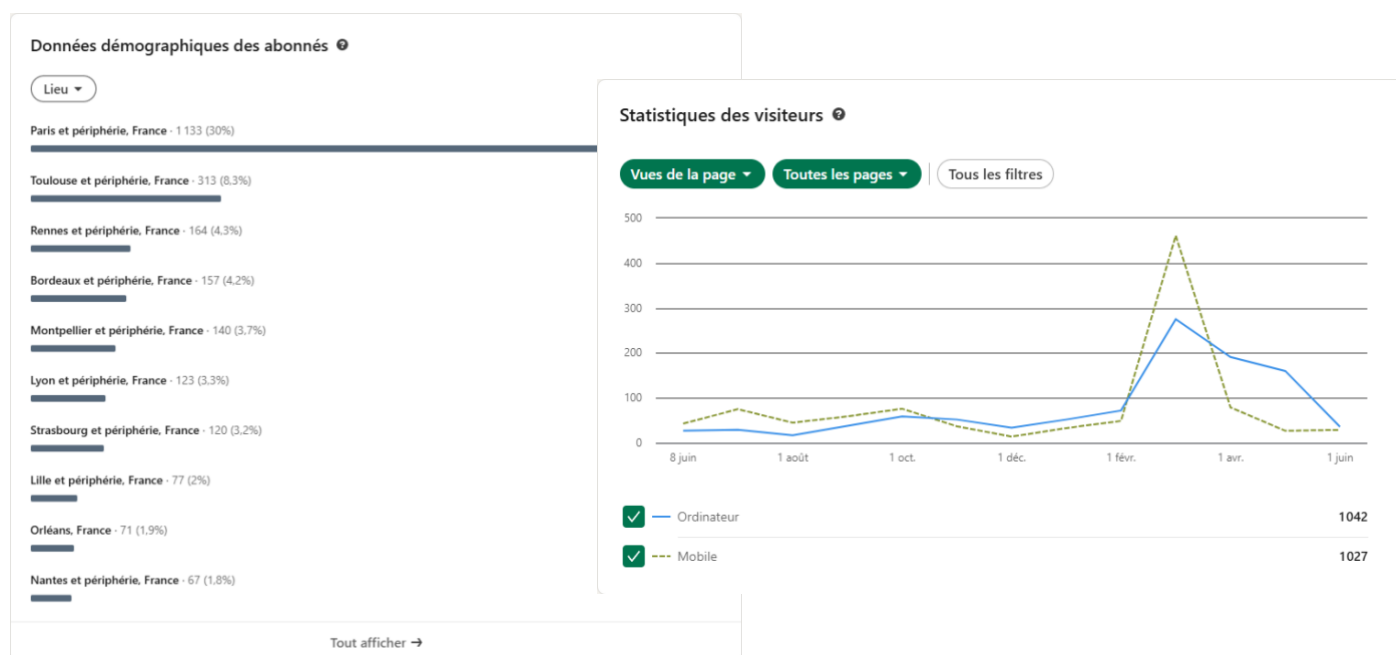 Données démographiques des abonnés
Lieu
Paris et périphérie, France · 1 133 (30%)
Toulouse et périphérie, France · 313 (8,3%)
Rennes et périphérie, France · 164 (4,3%)
Bordeaux et périphérie, France · 157 (4,2%)
Montpellier et périphérie, France · 140 (3,7%)
Lyon et périphérie, France · 123 (3,3%)
Strasbourg et périphérie, France · 120 (3,2%)
Lille et périphérie, France · 77 (2%)
Orléans, France · 71 (1,9%)
Nantes et périphérie, France · 67 (1,8%)
Tout afficher →
Statistiques des visiteurs
Vues de la page Toutes les pages Tous les filtres
500
400
300
200
100
0
8 juin 1 août 1 oct. 1 déc. 1 févr. 1 avr. 1 juin
Ordinateur 1042
Mobile 1027